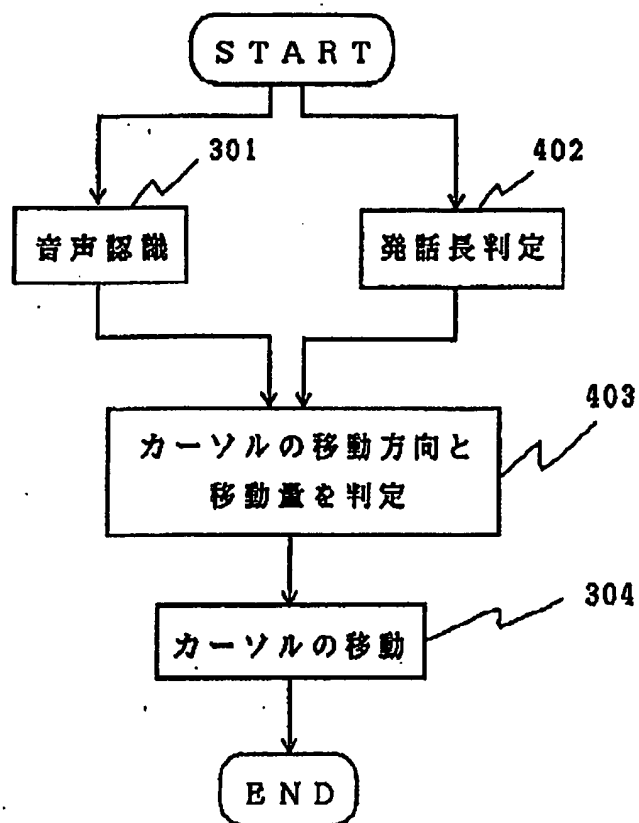 START
301
402
音声認識
発話長判定
403
カーソルの移動方向と
移動量を判定
304
カーソルの移動
END